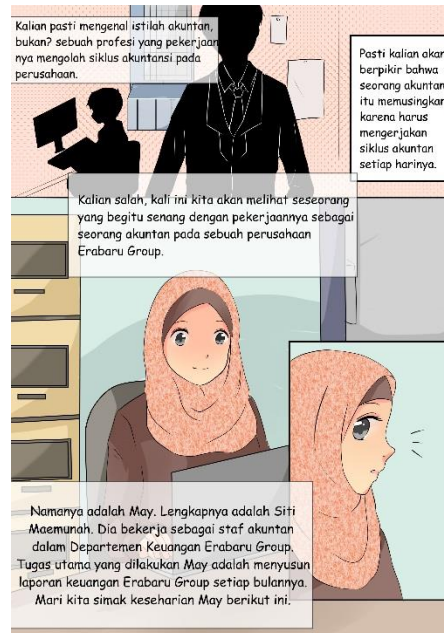 Kalian pasti mengenal istilah akuntan,
bukan? sebuah profesi yang pekerjaan
nya mengolah siklus akuntansi pada
perusahaan.
Pasti kalian akan
berpikir bahwa
seorang akuntan
itu memusingkan
karena harus
mengerjakan
siklus akuntan
setiap harinya.
Kalian salah, kali ini kita akan melihat seseorang
yang begitu senang dengan pekerjaannya sebagai
seorang akuntan pada sebuah perusahaan
Erabaru Group.
Namanya adalah May. Lengkapnya adalah Siti
Maemunah. Dia bekerja sebagai staf akuntan
dalam Departemen Keuangan Erabaru Group.
Tugas utama yang dilakukan May adalah menyusun
laporan keuangan Erabaru Group setiap bulannya.
Mari kita simak keseharian May berikut ini.